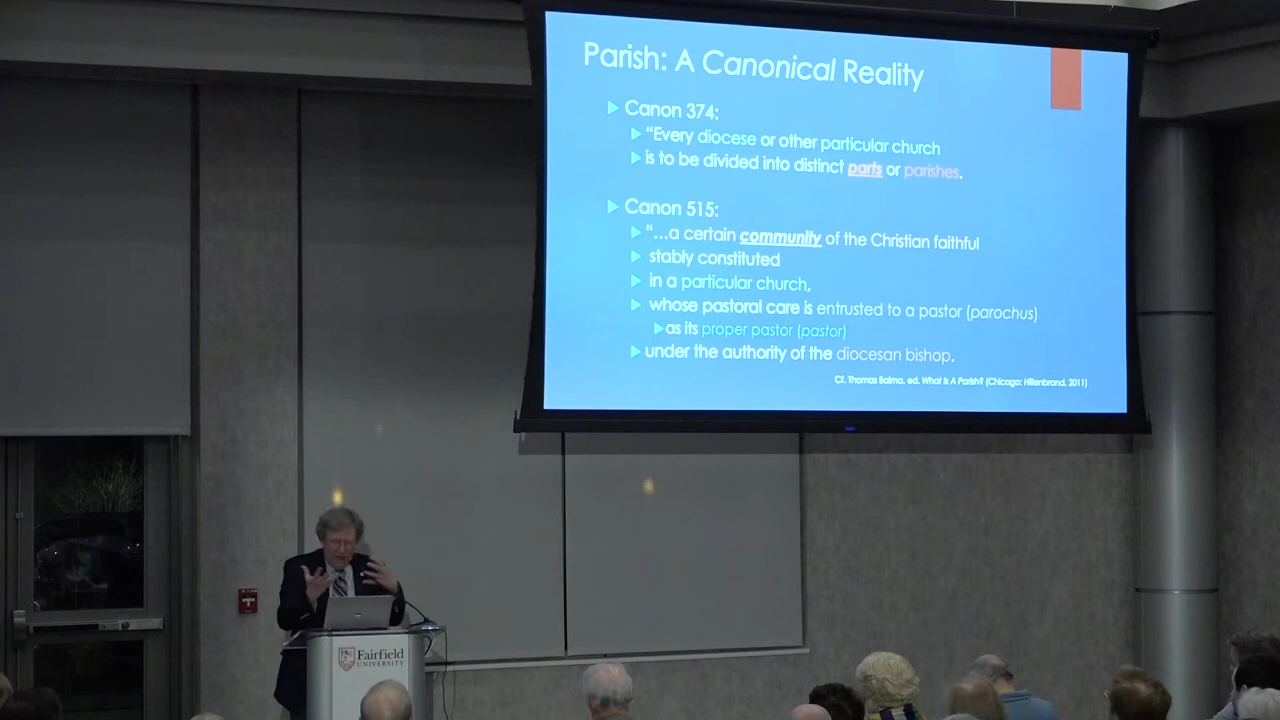 Parish: A Canonical Reality
Canon 374:
"Every diocese or other particular church
is to be divided into distinct parts or parishes.
Canon 515:
"...a certain community of the Christian faithful
stably constituted
in a particular church,
whose pastoral care is entrusted to a pastor (parochus)
as its proper pastor (pastor)
under the authority of the diocesan bishop.
Cf. Thomas Baima, ed. What Is A Parish? (Chicago: Hillenbrand, 2011)
Fairfield
UNIVERSITY